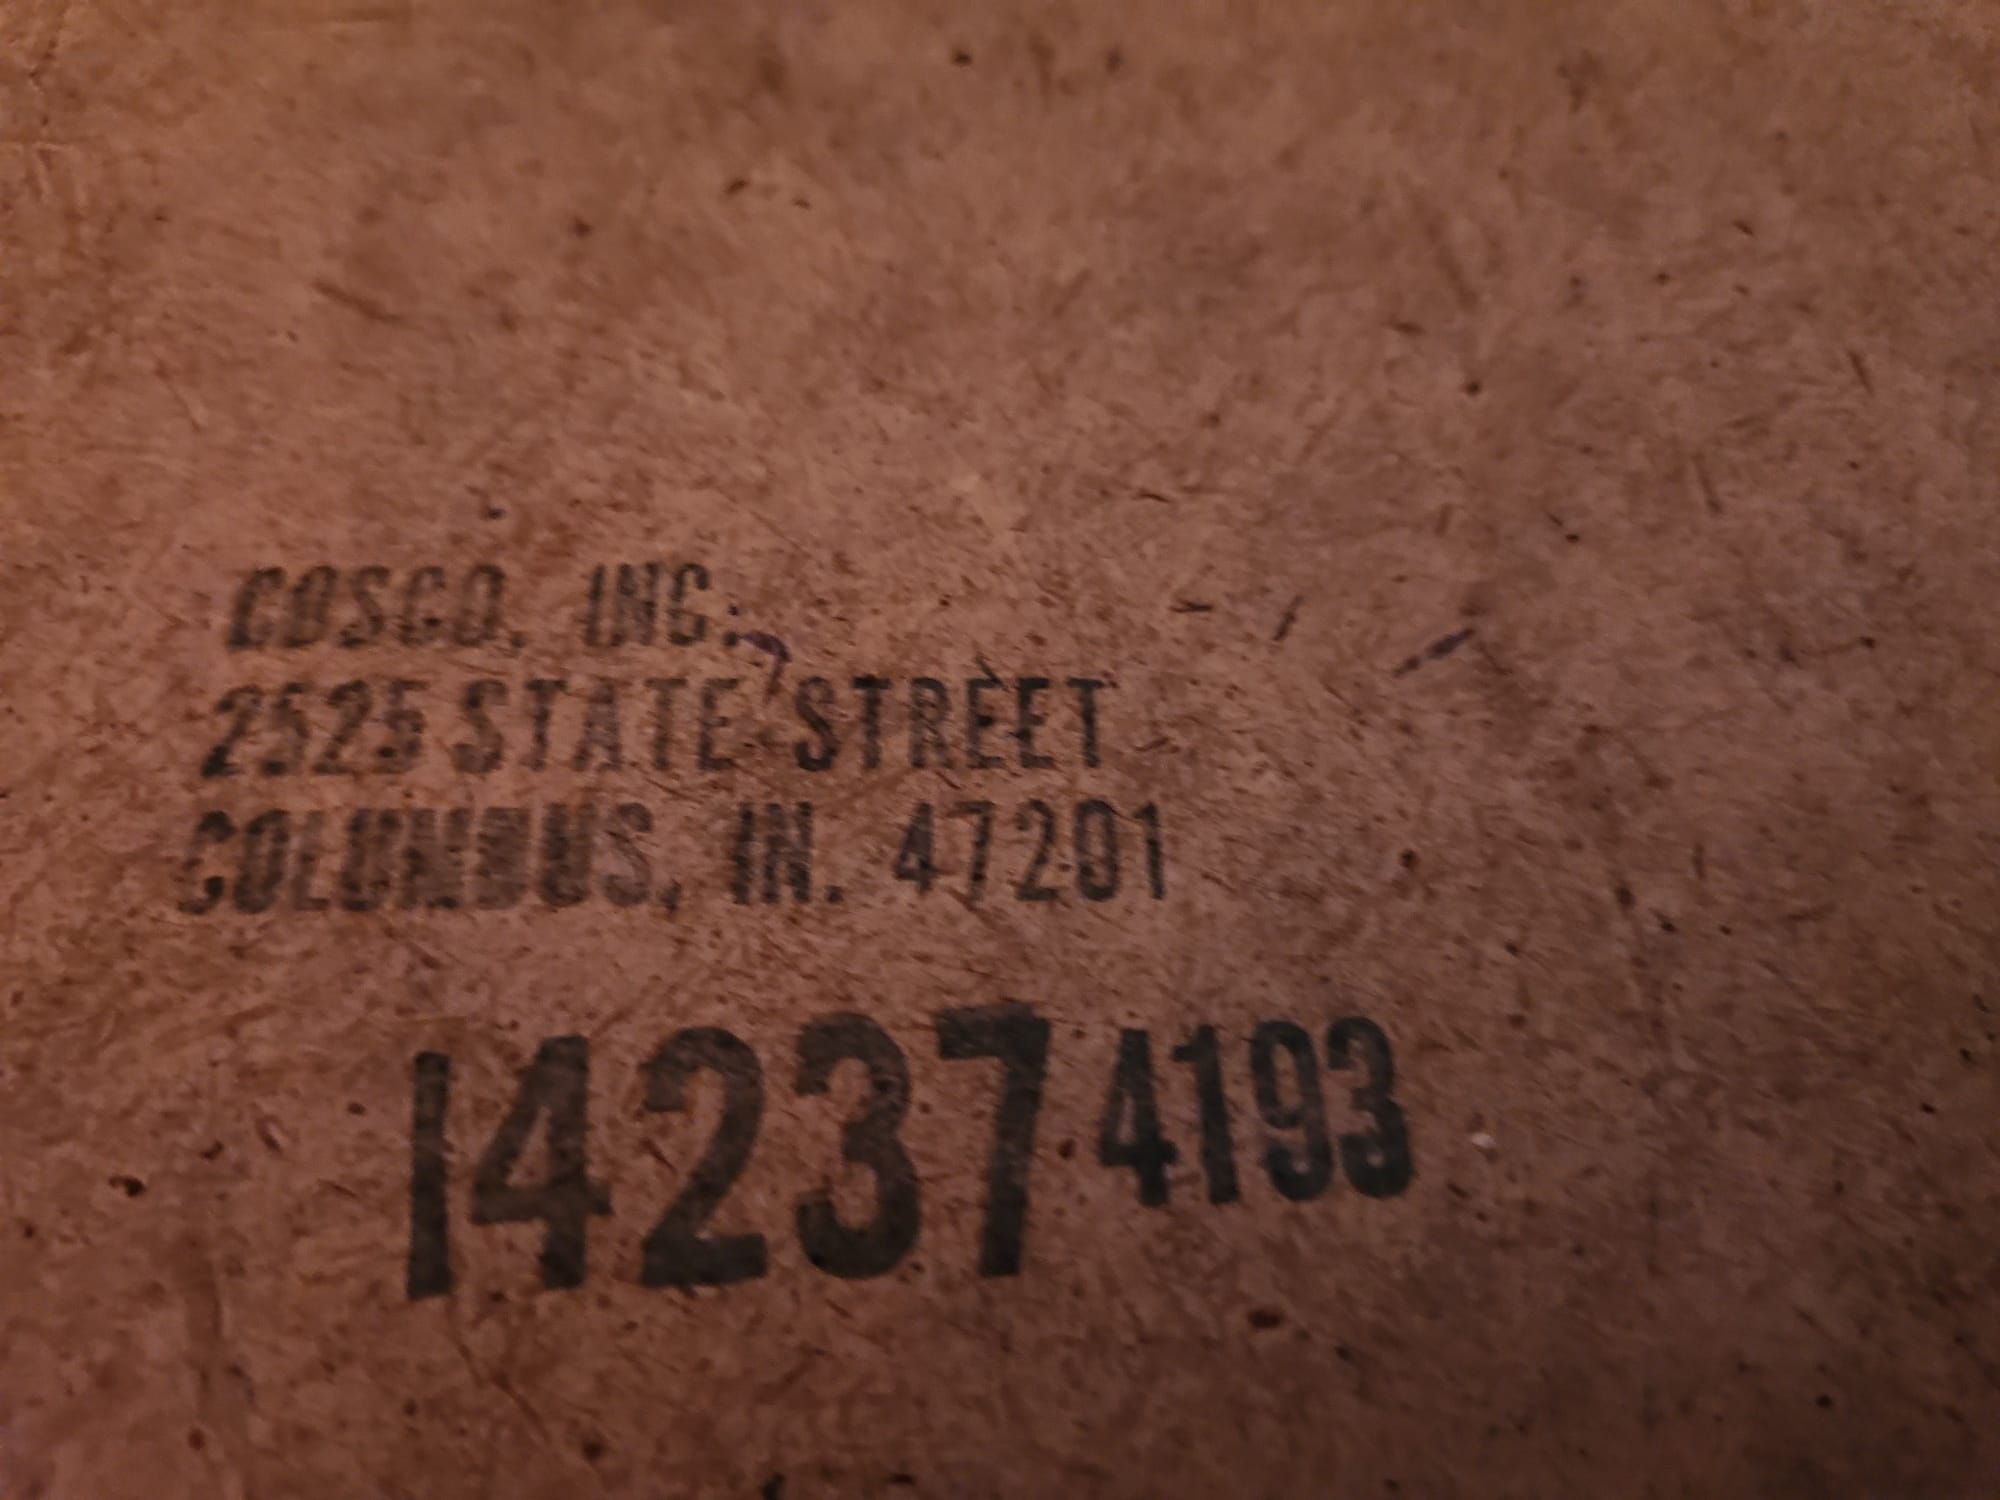 COSCO, INC.
2525 STATE STREET
COLUMBUS, IN. 47201
14237 4193